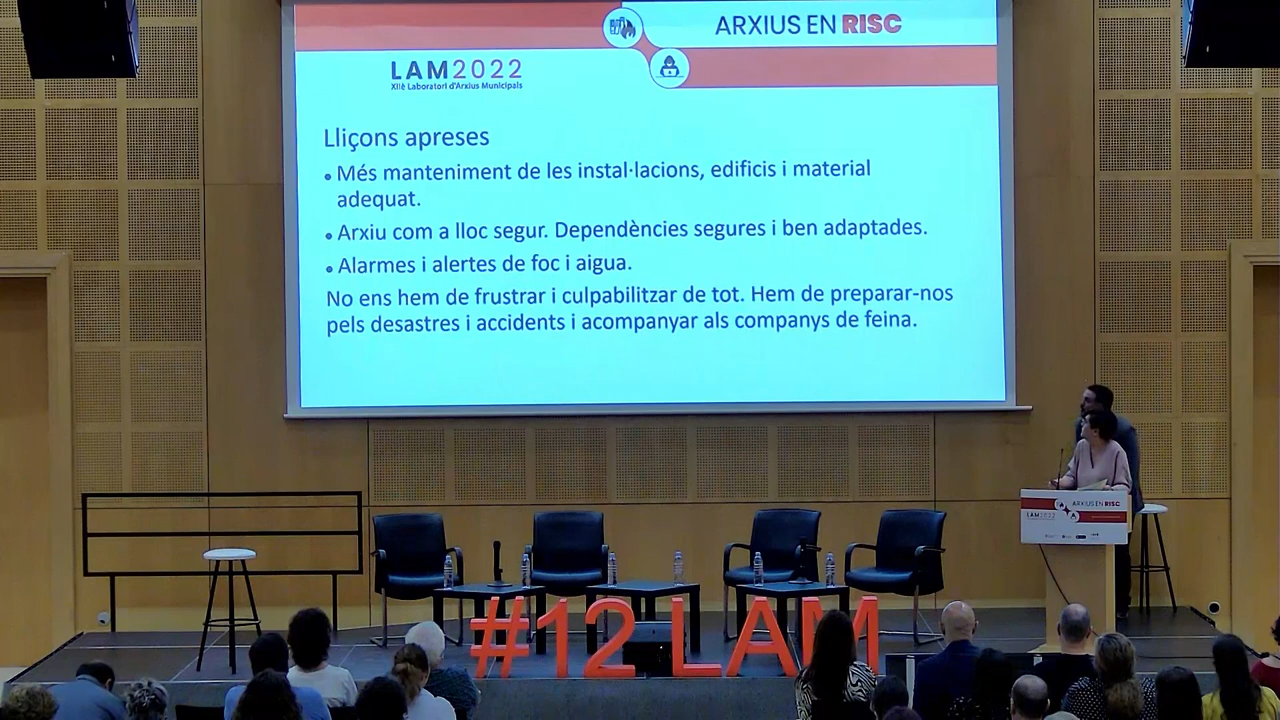 ARXIUS EN RISC
LAM2022
XIIè Laboratori d'Arxius Municipals
Lliçons apreses
• Més manteniment de les instal·lacions, edificis i material
adequat.
• Arxiu com a lloc segur. Dependències segures i ben adaptades.
• Alarmes i alertes de foc i aigua.
No ens hem de frustrar i culpabilitzar de tot. Hem de preparar-nos
pels desastres i accidents i acompanyar als companys de feina.
ARXIUS EN RISC
LAM2022
#12 LAM